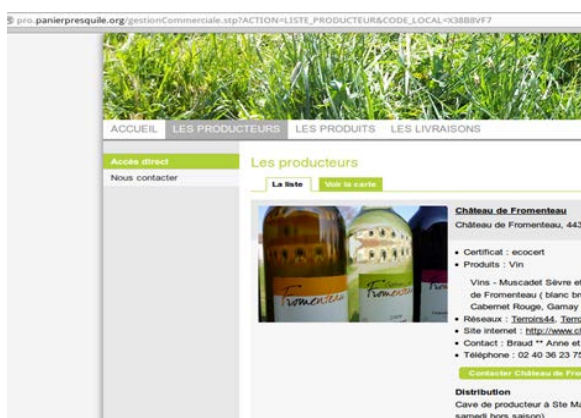 pro.panierpresquile.org/gestionCommerciale.stp?ACTION=LISTE_PRODUCTEUR&CODE_LOCAL=X38B8VF7
ACCUEIL LES PRODUCTEURS LES PRODUITS LES LIVRAISONS
Accès direct
Nous contacter
Les producteurs
La liste Voir la carte
Fromenteau Fromenteau
Château de Fromenteau
Château de Fromenteau, 443
• Certificat : ecocert
• Produits : Vin
Vins - Muscadet Sèvre et
de Fromenteau ( blanc br
Cabernet Rouge, Gamay
• Réseaux : Terroirs44, Terro
• Site internet : http://www.c
• Contact : Braud ** Anne et
• Téléphone : 02 40 36 23 75
Contacter Château de Fro
Distribution
Cave de producteur à Ste Ma
samedi hors saison)